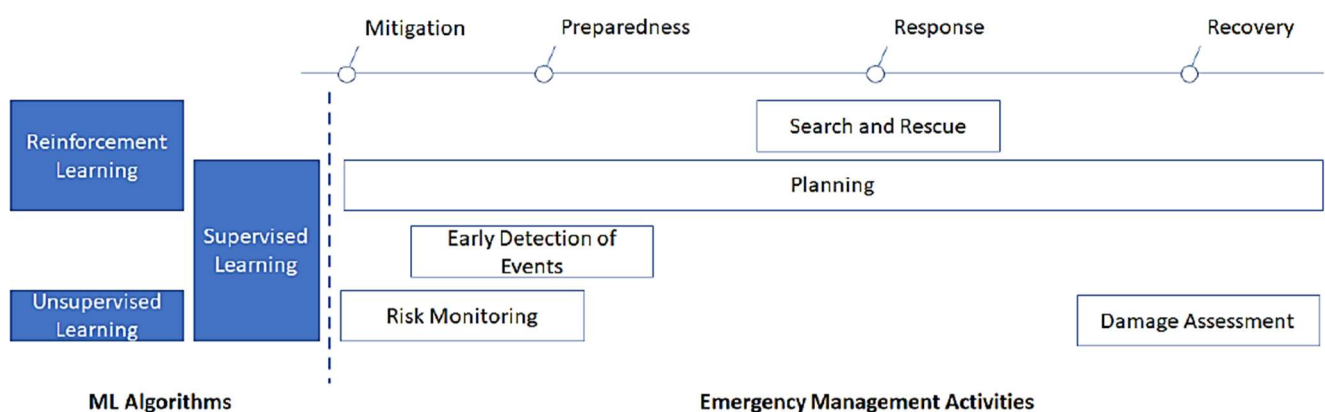 Mitigation
Preparedness
Response
Recovery
Reinforcement
Learning
Search and Rescue
Planning
Supervised
Learning
Early Detection of
Events
Unsupervised
Learning
Risk Monitoring
Damage Assessment
ML Algorithms
Emergency Management Activities